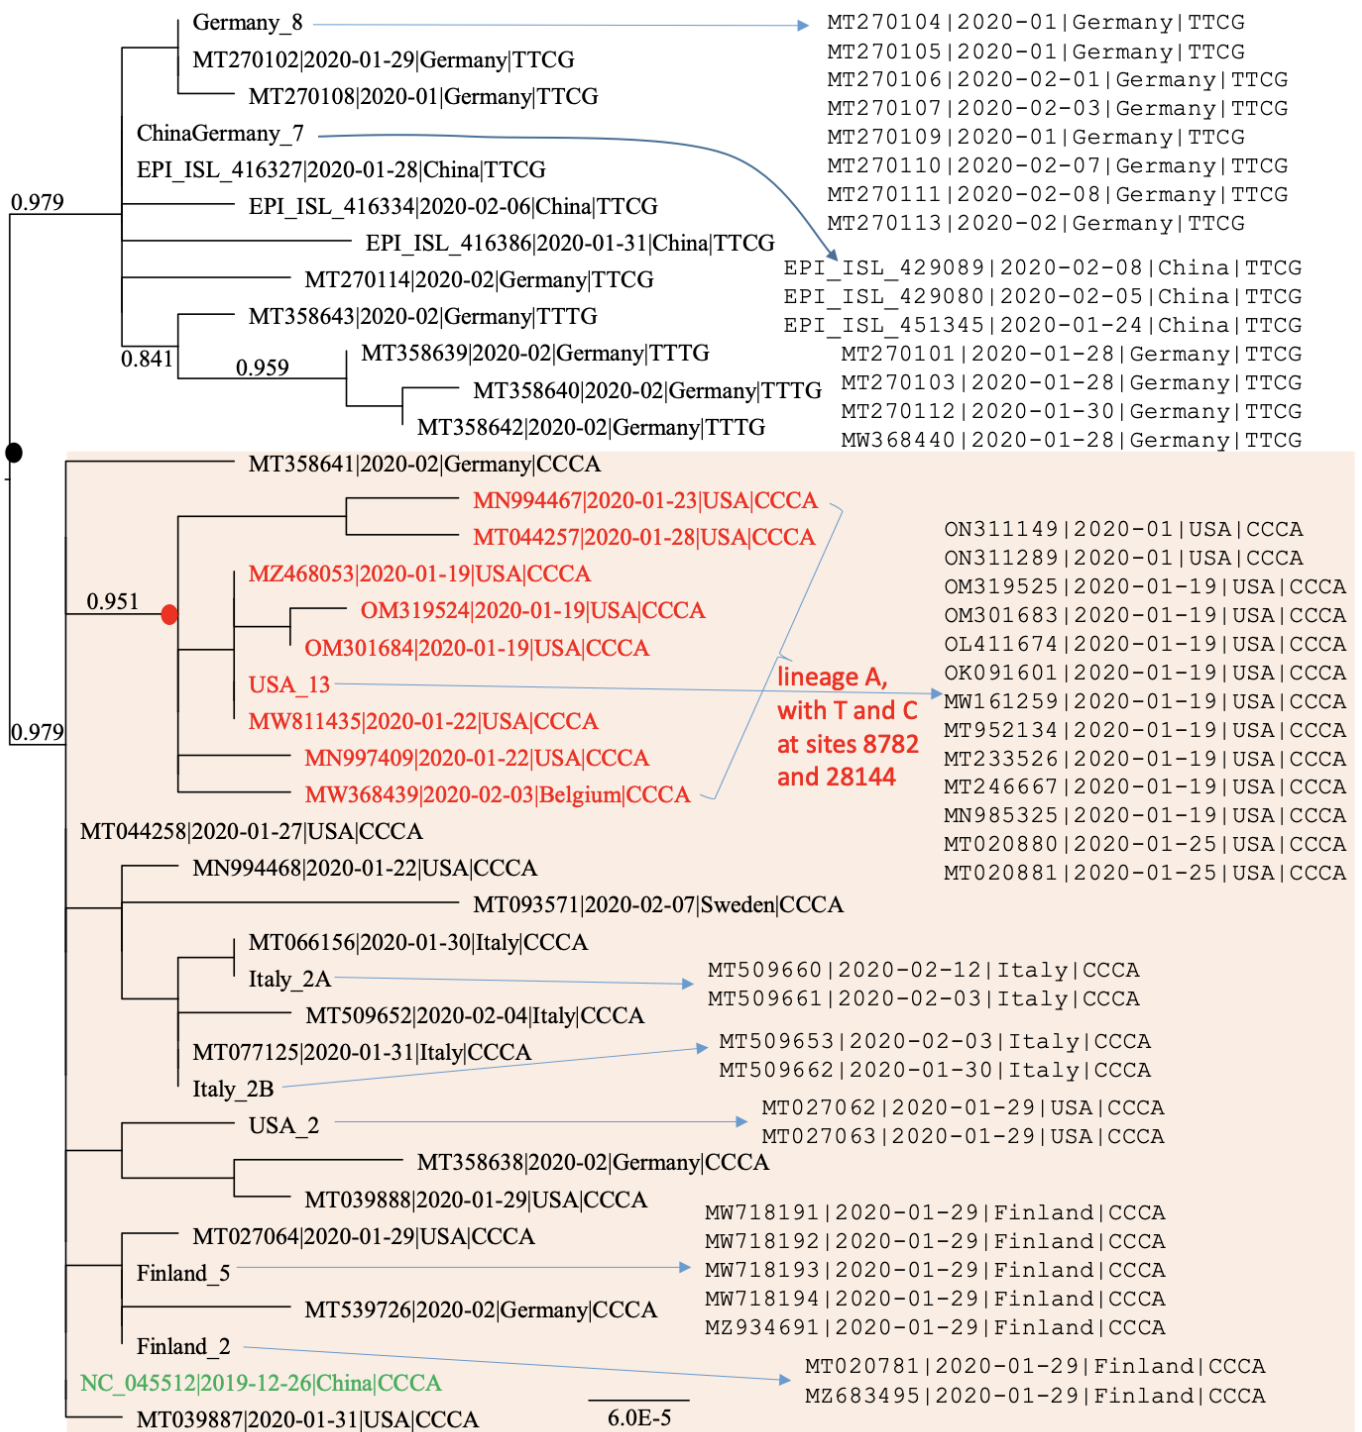 Germany_8
MT270102|2020-01-29|Germany|TTCG
MT270108|2020-01|Germany|TTCG
ChinaGermany_7
EPI_ISL_416327|2020-01-28|China|TTCG
0.979
EPI_ISL_416334|2020-02-06|China|TTCG
EPI_ISL_416386|2020-01-31|China|TTCG
MT270114|2020-02|Germany|TTCG
MT358643|2020-02|Germany|TTTG
0.841
0.959
MT358639|2020-02|Germany|TTTG
MT358640|2020-02|Germany|TTTG
MT358642|2020-02|Germany|TTTG
MT270104|2020-01|Germany|TTCG
MT270105|2020-01|Germany|TTCG
MT270106|2020-02-01|Germany|TTCG
MT270107|2020-02-03|Germany|TTCG
MT270109|2020-01|Germany|TTCG
MT270110|2020-02-07|Germany|TTCG
MT270111|2020-02-08|Germany|TTCG
MT270113|2020-02|Germany|TTCG
EPI_ISL_429089|2020-02-08|China|TTCG
EPI_ISL_429080|2020-02-05|China|TTCG
EPI_ISL_451345|2020-01-24|China|TTCG
MT270101|2020-01-28|Germany|TTCG
MT270103|2020-01-28|Germany|TTCG
MT270112|2020-01-30|Germany|TTCG
MW368440|2020-01-28|Germany|TTCG
MT358641|2020-02|Germany|CCCA
MN994467|2020-01-23|USA|CCCA
MT044257|2020-01-28|USA|CCCA
MZ468053|2020-01-19|USA|CCCA
0.951
OM319524|2020-01-19|USA|CCCA
OM301684|2020-01-19|USA|CCCA
USA_13
MW811435|2020-01-22|USA|CCCA
0.979
MN997409|2020-01-22|USA|CCCA
MW368439|2020-02-03|Belgium|CCCA
lineage A,
with T and C
at sites 8782
and 28144
ON311149|2020-01|USA|CCCA
ON311289|2020-01|USA|CCCA
OM319525|2020-01-19|USA|CCCA
OM301683|2020-01-19|USA|CCCA
OL411674|2020-01-19|USA|CCCA
OK091601|2020-01-19|USA|CCCA
MW161259|2020-01-19|USA|CCCA
MT952134|2020-01-19|USA|CCCA
MT233526|2020-01-19|USA|CCCA
MT246667|2020-01-19|USA|CCCA
MN985325|2020-01-19|USA|CCCA
MT020880|2020-01-25|USA|CCCA
MT020881|2020-01-25|USA|CCCA
MT044258|2020-01-27|USA|CCCA
MN994468|2020-01-22|USA|CCCA
MT093571|2020-02-07|Sweden|CCCA
MT066156|2020-01-30|Italy|CCCA
Italy_2A
MT509652|2020-02-04|Italy|CCCA
MT077125|2020-01-31|Italy|CCCA
Italy_2B
MT509660|2020-02-12|Italy|CCCA
MT509661|2020-02-03|Italy|CCCA
MT509653|2020-02-03|Italy|CCCA
MT509662|2020-01-30|Italy|CCCA
USA_2
MT027062|2020-01-29|USA|CCCA
MT027063|2020-01-29|USA|CCCA
MT358638|2020-02|Germany|CCCA
MT039888|2020-01-29|USA|CCCA
MT027064|2020-01-29|USA|CCCA
Finland_5
MT539726|2020-02|Germany|CCCA
Finland_2
MW718191|2020-01-29|Finland|CCCA
MW718192|2020-01-29|Finland|CCCA
MW718193|2020-01-29|Finland|CCCA
MW718194|2020-01-29|Finland|CCCA
MZ934691|2020-01-29|Finland|CCCA
MT020781|2020-01-29|Finland|CCCA
MZ683495|2020-01-29|Finland|CCCA
NC_045512|2019-12-26|China|CCCA
MT039887|2020-01-31|USA|CCCA
6.0E-5